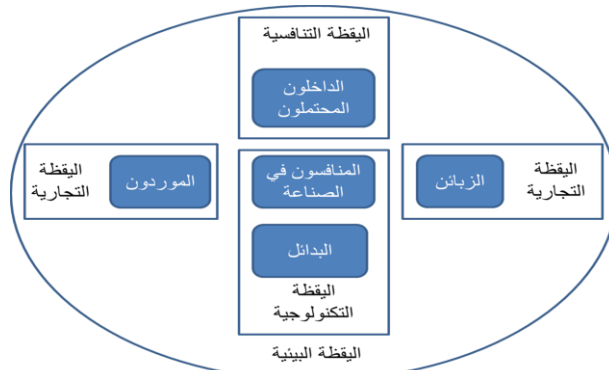 اليقظة التنافسية
الداخلون
المحتملون
الزبائن
اليقظة
التجارية
المنافسون في
الصناعة
الموردون
اليقظة
التجارية
البدائل
اليقظة
التكنولوجية
اليقظة البيئية